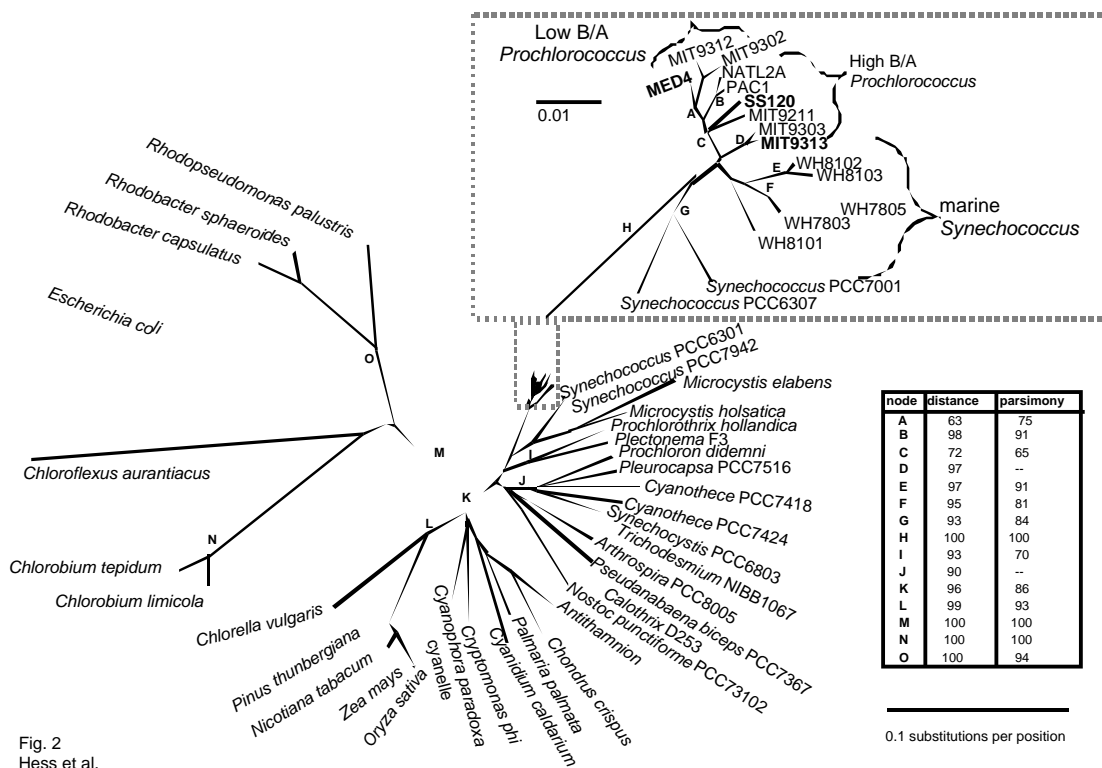 Low B/A
Prochlorococcus
MIT9312
MIT9302
NATL2A
PAC1
MED4
SS120
MIT9211
MIT9303
MIT9313
High B/A
Prochlorococcus
0.01
A
B
C
D
E
F
G
H
WH8102
WH8103
WH7805
WH7803
WH8101
marine
Synechococcus
Synechococcus PCC7001
Synechococcus PCC6307
Rhodopseudomonas palustris
Rhodobacter sphaeroides
Rhodobacter capsulatus
Escherichia coli
O
Chloroflexus aurantiacus
M
N
Chlorobium tepidum
Chlorobium limicola
Synechococcus PCC6301
Synechococcus PCC7942
Microcystis elabens
Microcystis holsatica
Prochlorothrix hollandica
Plectonema F3
Prochloron didemni
Pleurocapsa PCC7516
Cyanothece PCC7418
Cyanothece PCC7424
Synechocystis PCC6803
Trichodesmium NIBB1067
Arthrospira PCC8005
Pseudanabaena biceps PCC7367
Calothrix D253
Nostoc punctiforme PCC73102
Antithamnion
Chondrus crispus
Palmaria palmata
Cyanidium caldarium
Cryptomonas phi
Cyanophora paradoxa
cyanelle
Oryza sativa
Zea mays
Nicotiana tabacum
Pinus thunbergiana
Chlorella vulgaris
I
J
K
L
node distance parsimony
A 63 75
B 98 91
C 72 65
D 97 --
E 97 91
F 95 81
G 93 84
H 100 100
I 93 70
J 90 --
K 96 86
L 99 93
M 100 100
N 100 100
O 100 94
0.1 substitutions per position
Fig. 2
Hess et al.